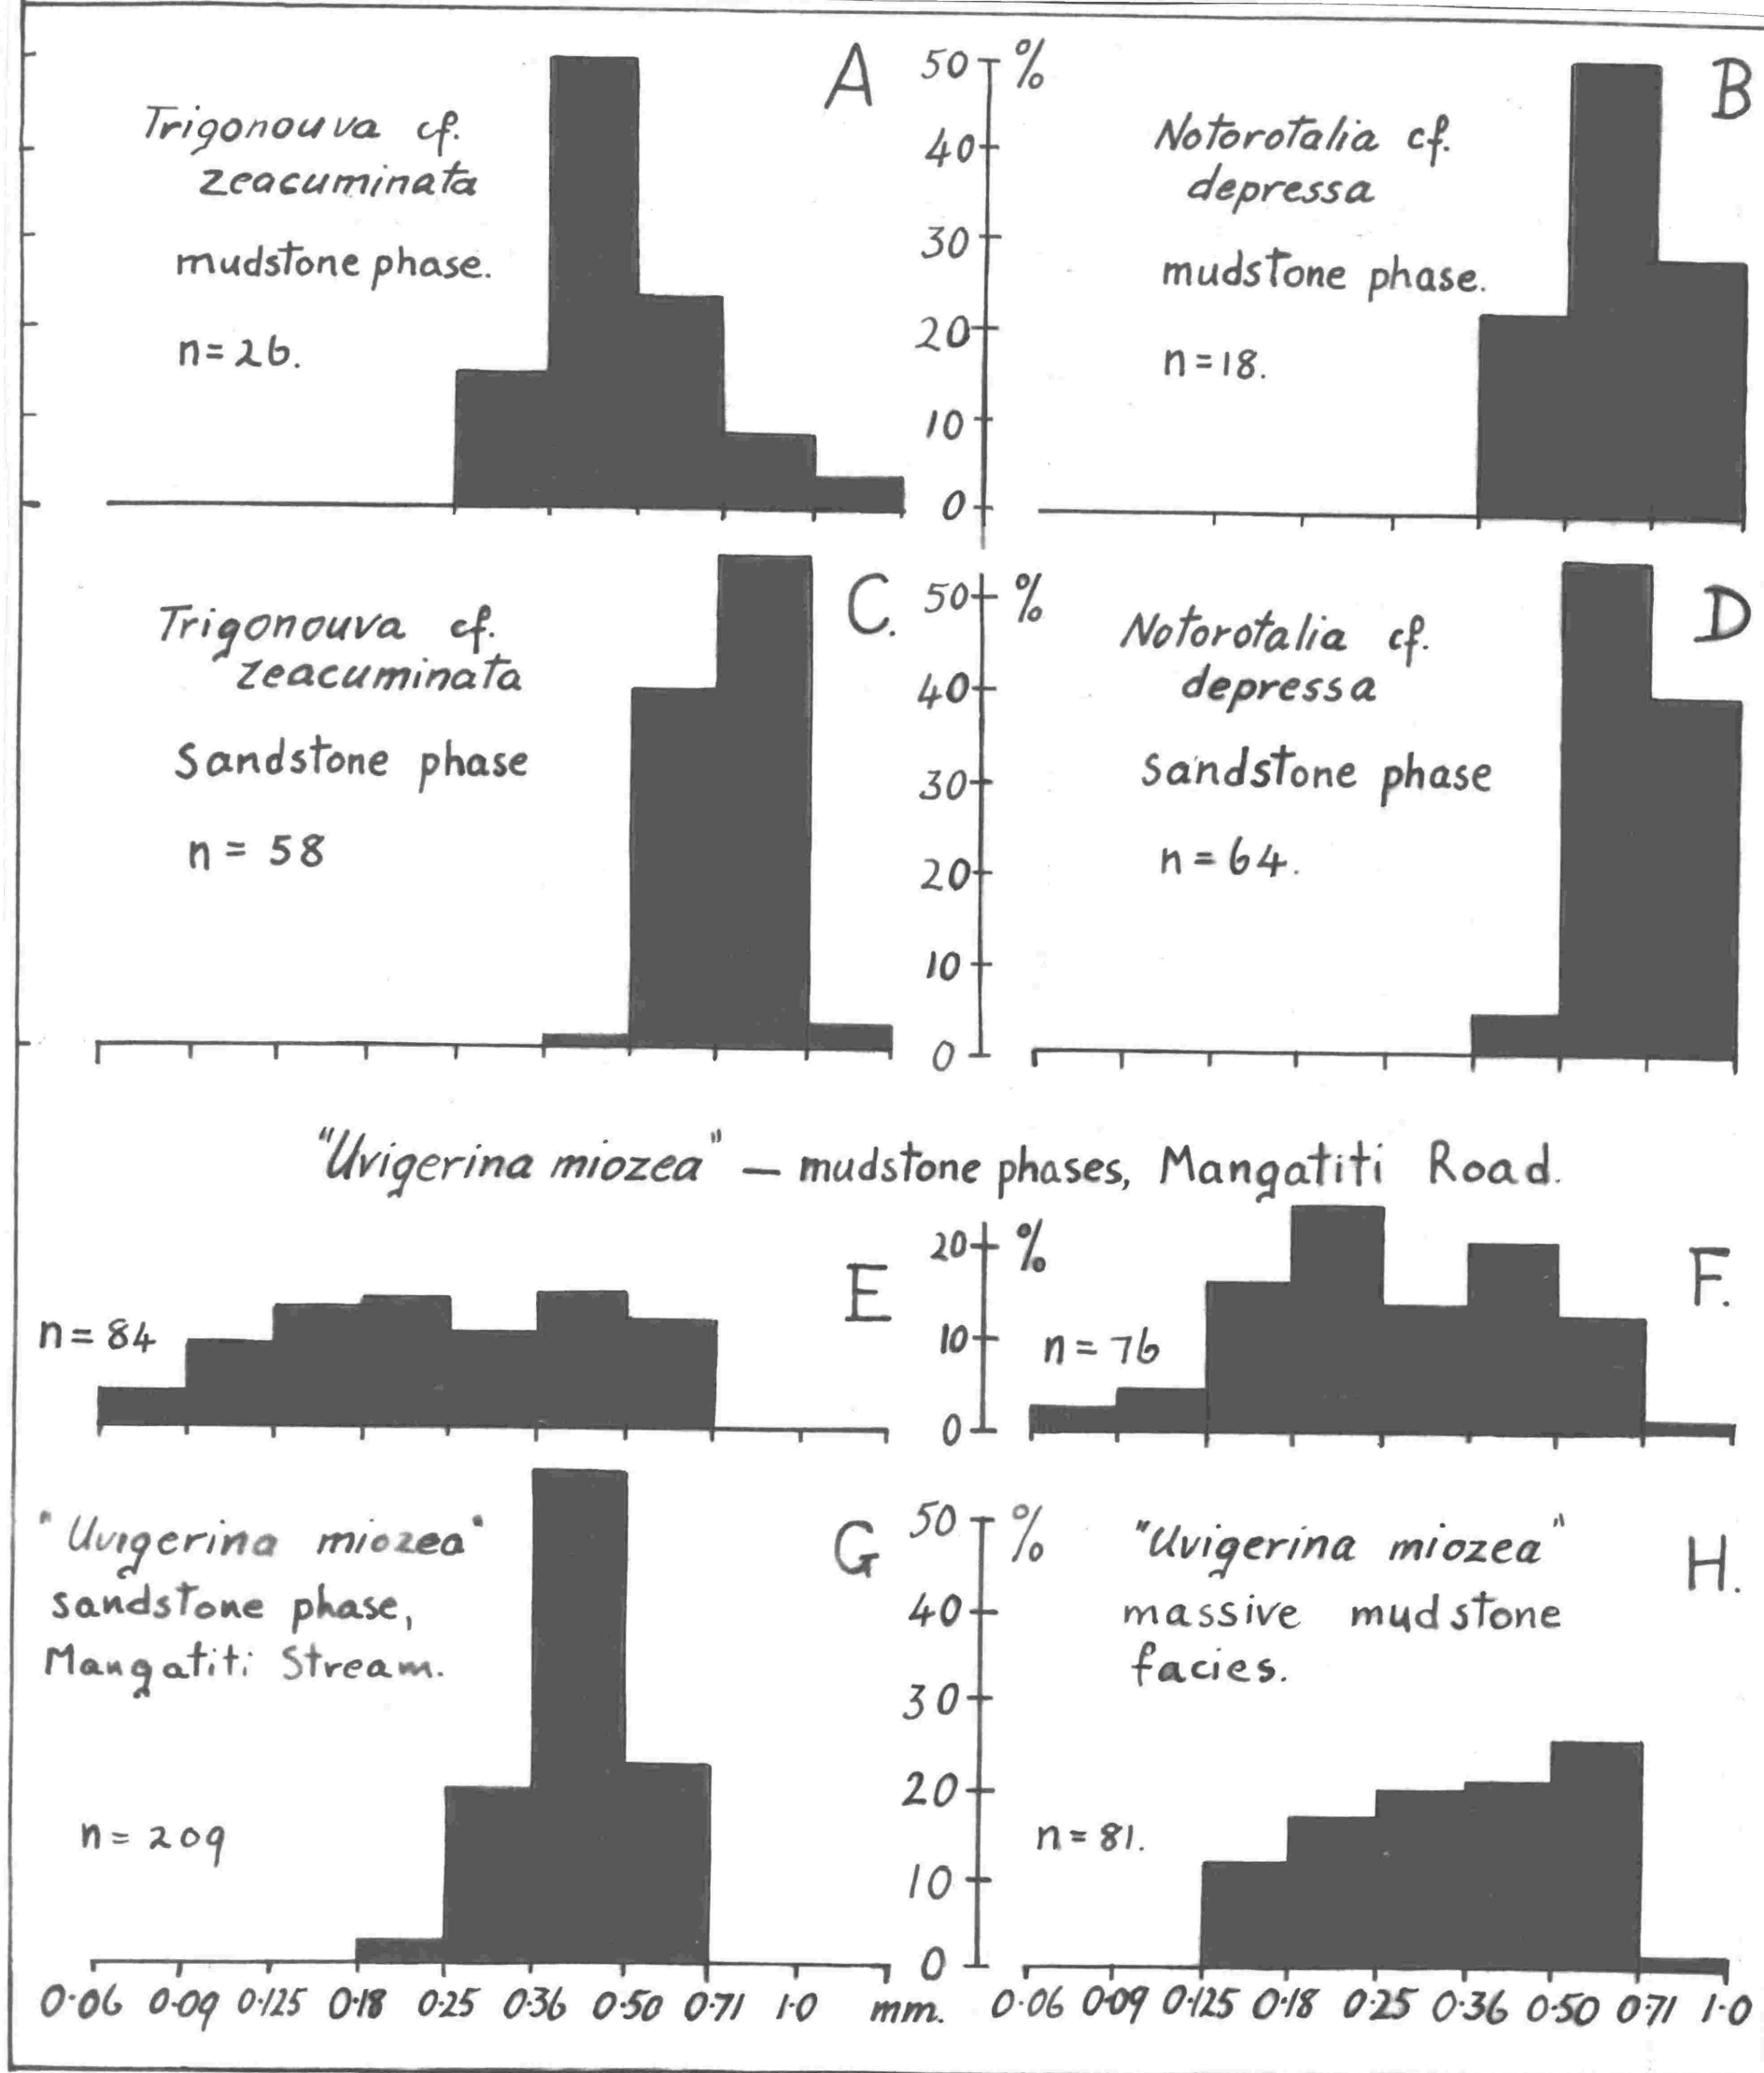 A
Trigonouva cf.
zeacuminata
mudstone phase.
n=26.
50 %
40
30
20
10
0
B
Notorotalia cf.
depressa
mudstone phase.
n=18.
C.
Trigonouva cf.
zeacuminata
Sandstone phase
n = 58
50 %
40
30
20
10
0
D
Notorotalia cf.
depressa
sandstone phase
n=64.
"Uvigerina miozea" — mudstone phases, Mangatiti Road.
E
n=84
20 %
10
0
F.
n=76
G
"Uvigerina miozea"
sandstone phase,
Mangatiti Stream.
n=209
50 %
40
30
20
10
0
H.
"Uvigerina miozea"
massive mudstone
facies.
n=81.
0·06 0·09 0·125 0·18 0·25 0·36 0·50 0·71 1·0 mm. 0·06 0·09 0·125 0·18 0·25 0·36 0·50 0·71 1·0